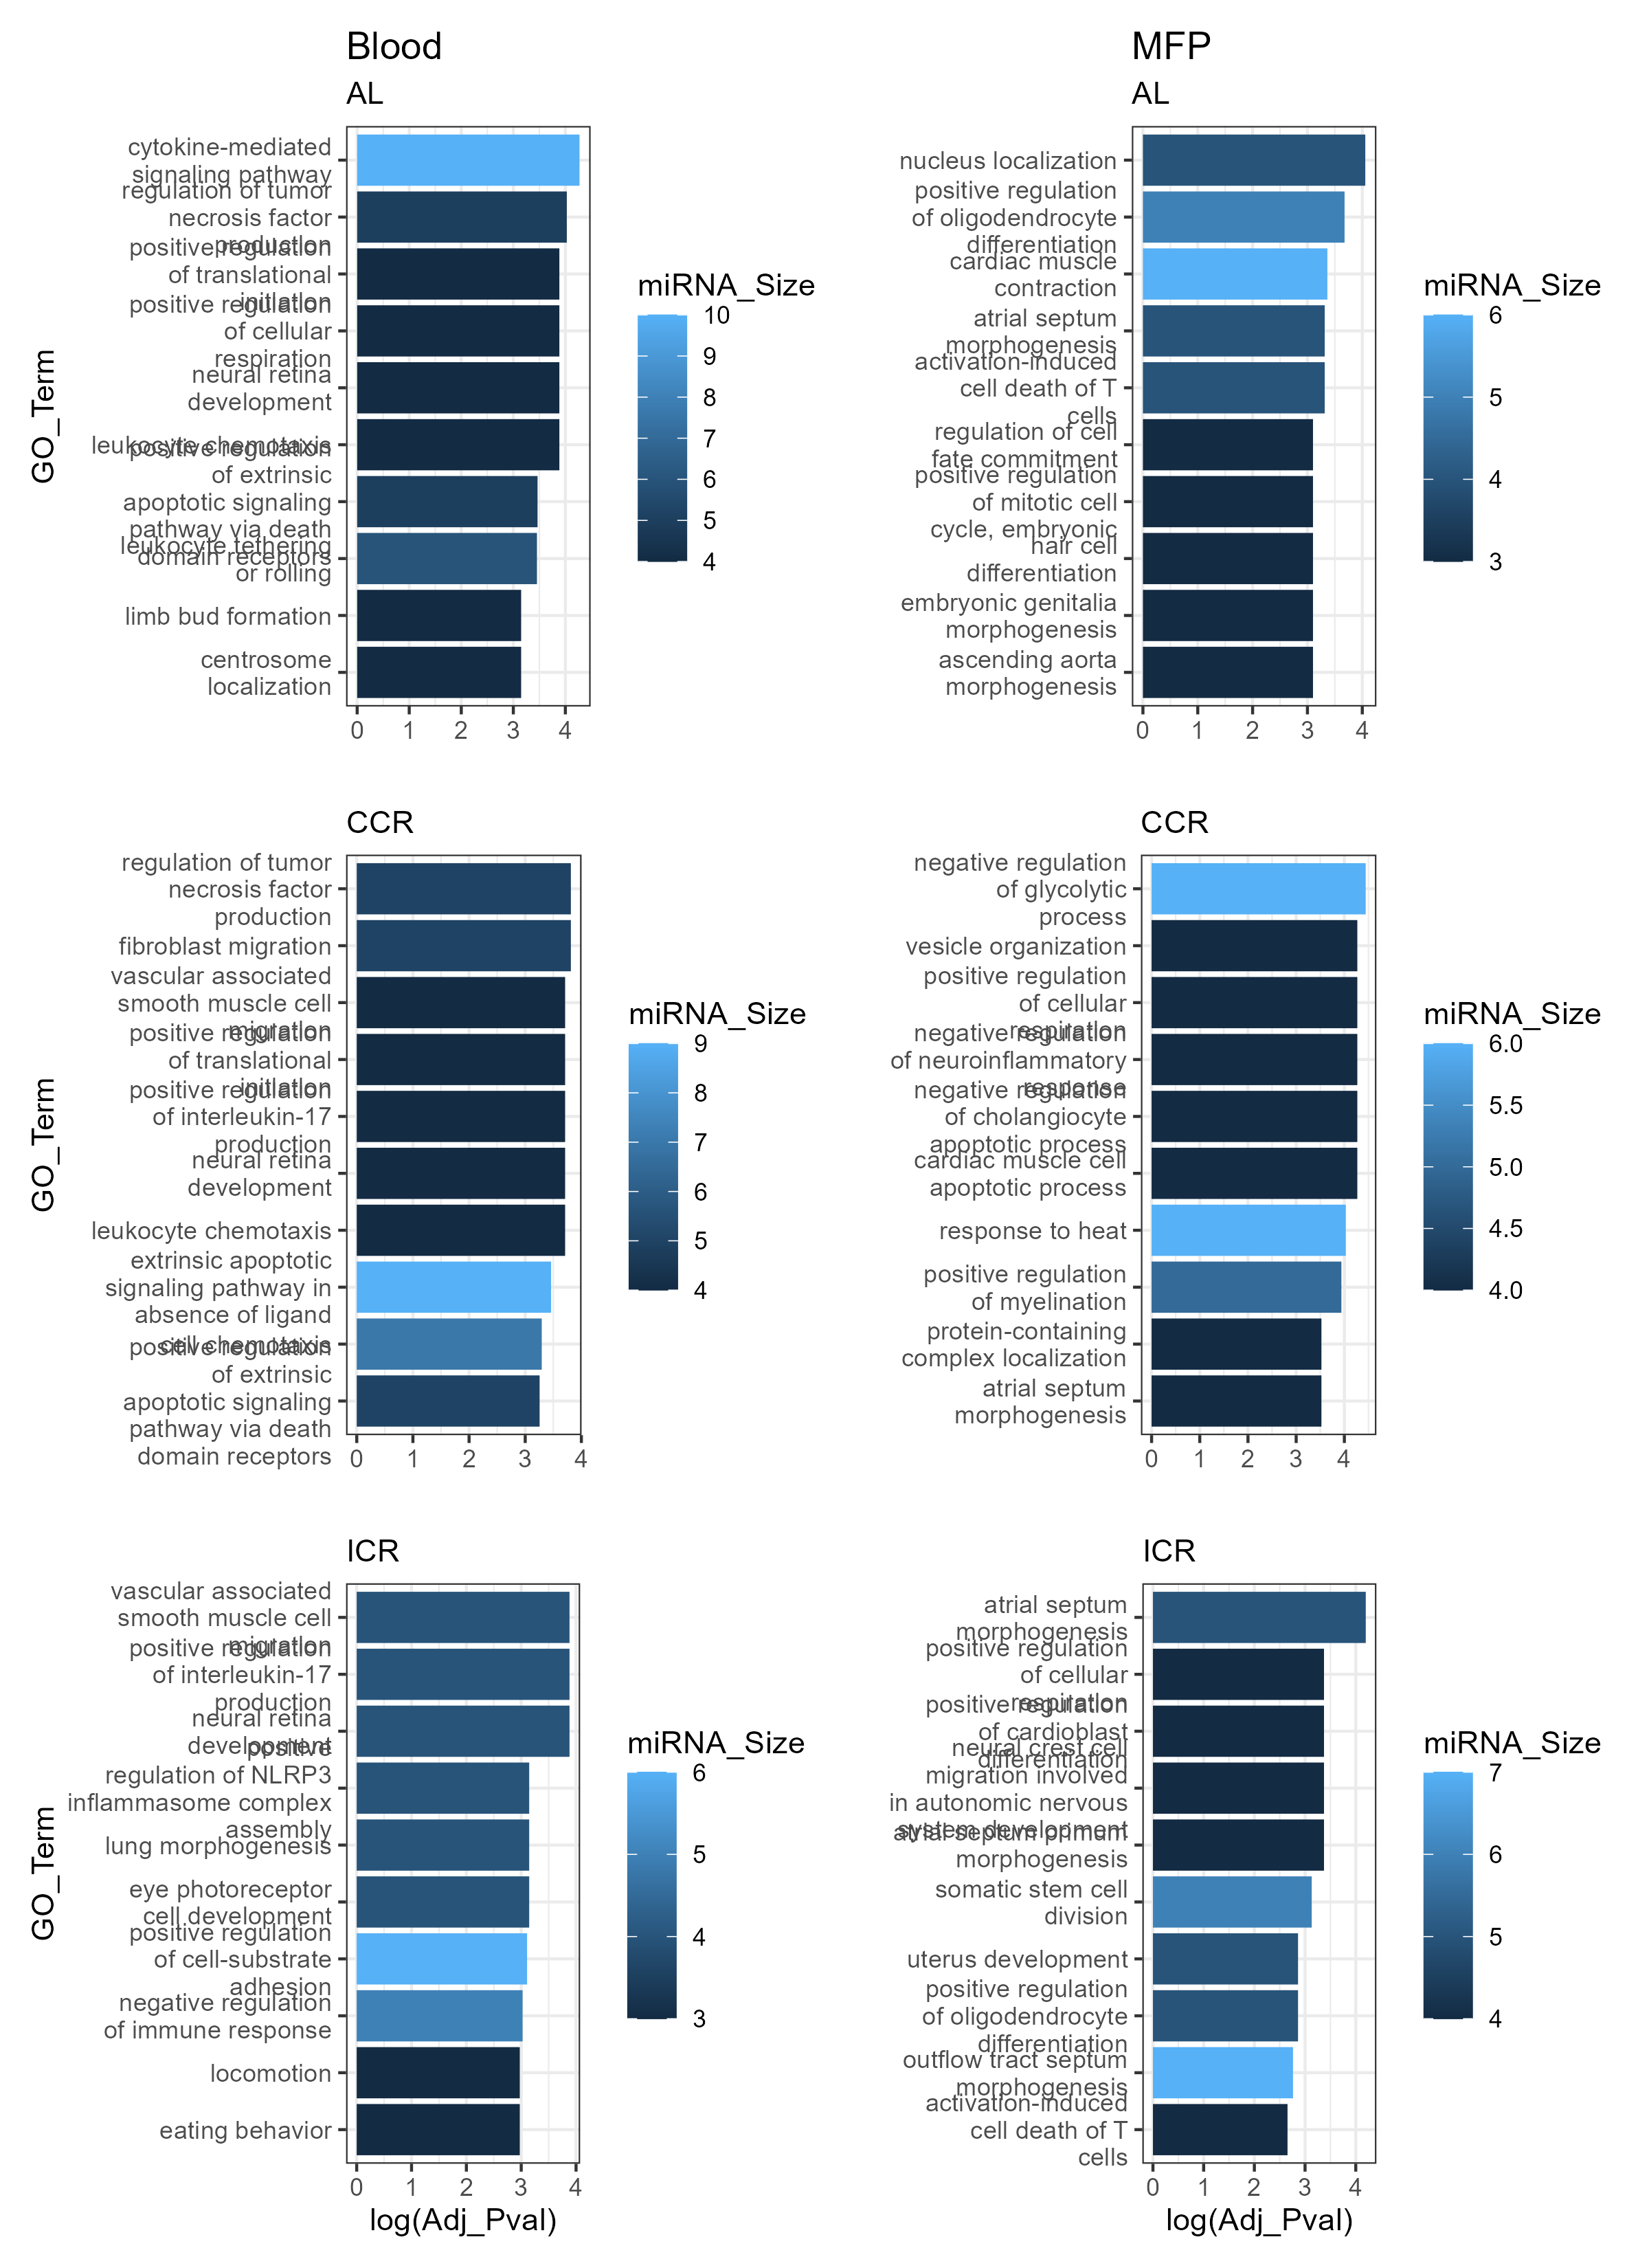 Blood
AL
GO_Term
cytokine-mediated
signaling pathway
regulation of tumor
necrosis factor
production
positive regulation
of translational
initiation
positive regulation
of cellular
respiration
neural retina
development
leukocyte chemotaxis
positive regulation
of extrinsic
apoptotic signaling
pathway via death
domain receptors
leukocyte tethering
or rolling
limb bud formation
centrosome
localization
0 1 2 3 4
miRNA_Size
10
9
8
7
6
5
4
MFP
AL
nucleus localization
positive regulation
of oligodendrocyte
differentiation
cardiac muscle
contraction
atrial septum
morphogenesis
activation-induced
cell death of T
cells
regulation of cell
fate commitment
positive regulation
of mitotic cell
cycle, embryonic
hair cell
differentiation
embryonic genitalia
morphogenesis
ascending aorta
morphogenesis
0 1 2 3 4
miRNA_Size
6
5
4
3
CCR
GO_Term
regulation of tumor
necrosis factor
production
fibroblast migration
vascular associated
smooth muscle cell
migration
positive regulation
of translational
initiation
positive regulation
of interleukin-17
production
neural retina
development
leukocyte chemotaxis
extrinsic apoptotic
signaling pathway in
absence of ligand
cell chemotaxis
positive regulation
of extrinsic
apoptotic signaling
pathway via death
domain receptors
0 1 2 3 4
miRNA_Size
9
8
7
6
5
4
CCR
negative regulation
of glycolytic
process
vesicle organization
positive regulation
of cellular
respiration
negative regulation
of neuroinflammatory
response
negative regulation
of cholangiocyte
apoptotic process
cardiac muscle cell
apoptotic process
response to heat
positive regulation
of myelination
protein-containing
complex localization
atrial septum
morphogenesis
0 1 2 3 4
miRNA_Size
6.0
5.5
5.0
4.5
4.0
ICR
GO_Term
vascular associated
smooth muscle cell
migration
positive regulation
of interleukin-17
production
neural retina
development
positive
regulation of NLRP3
inflammasome complex
assembly
lung morphogenesis
eye photoreceptor
cell development
positive regulation
of cell-substrate
adhesion
negative regulation
of immune response
locomotion
eating behavior
0 1 2 3 4
log(Adj_Pval)
miRNA_Size
6
5
4
3
ICR
atrial septum
morphogenesis
positive regulation
of cellular
respiration
positive regulation
of cardioblast
differentiation
neural crest cell
migration involved
in autonomic nervous
system development
atrial septum primum
morphogenesis
somatic stem cell
division
uterus development
positive regulation
of oligodendrocyte
differentiation
outflow tract septum
morphogenesis
activation-induced
cell death of T
cells
0 1 2 3 4
log(Adj_Pval)
miRNA_Size
7
6
5
4